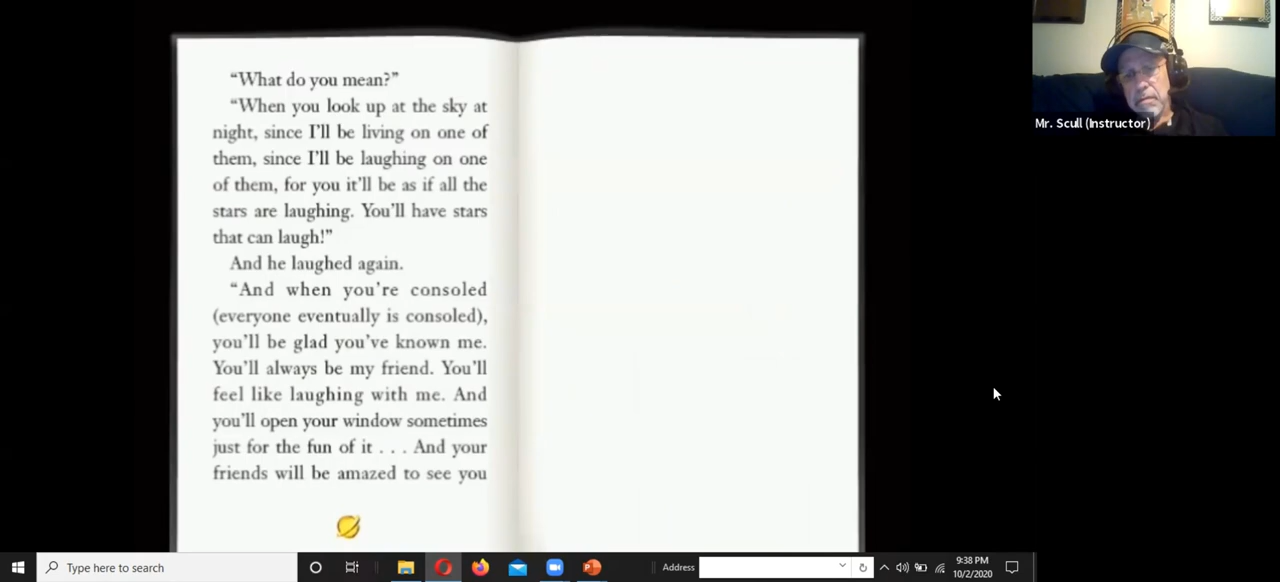 “What do you mean?”
“When you look up at the sky at
night, since I’ll be living on one of
them, since I’ll be laughing on one
of them, for you it’ll be as if all the
stars are laughing. You’ll have stars
that can laugh!”
And he laughed again.
“And when you’re consoled
(everyone eventually is consoled),
you’ll be glad you’ve known me.
You’ll always be my friend. You’ll
feel like laughing with me. And
you’ll open your window sometimes
just for the fun of it . . . And your
friends will be amazed to see you
Mr. Scull (Instructor)
Type here to search
Address
9:38 PM
10/2/2020